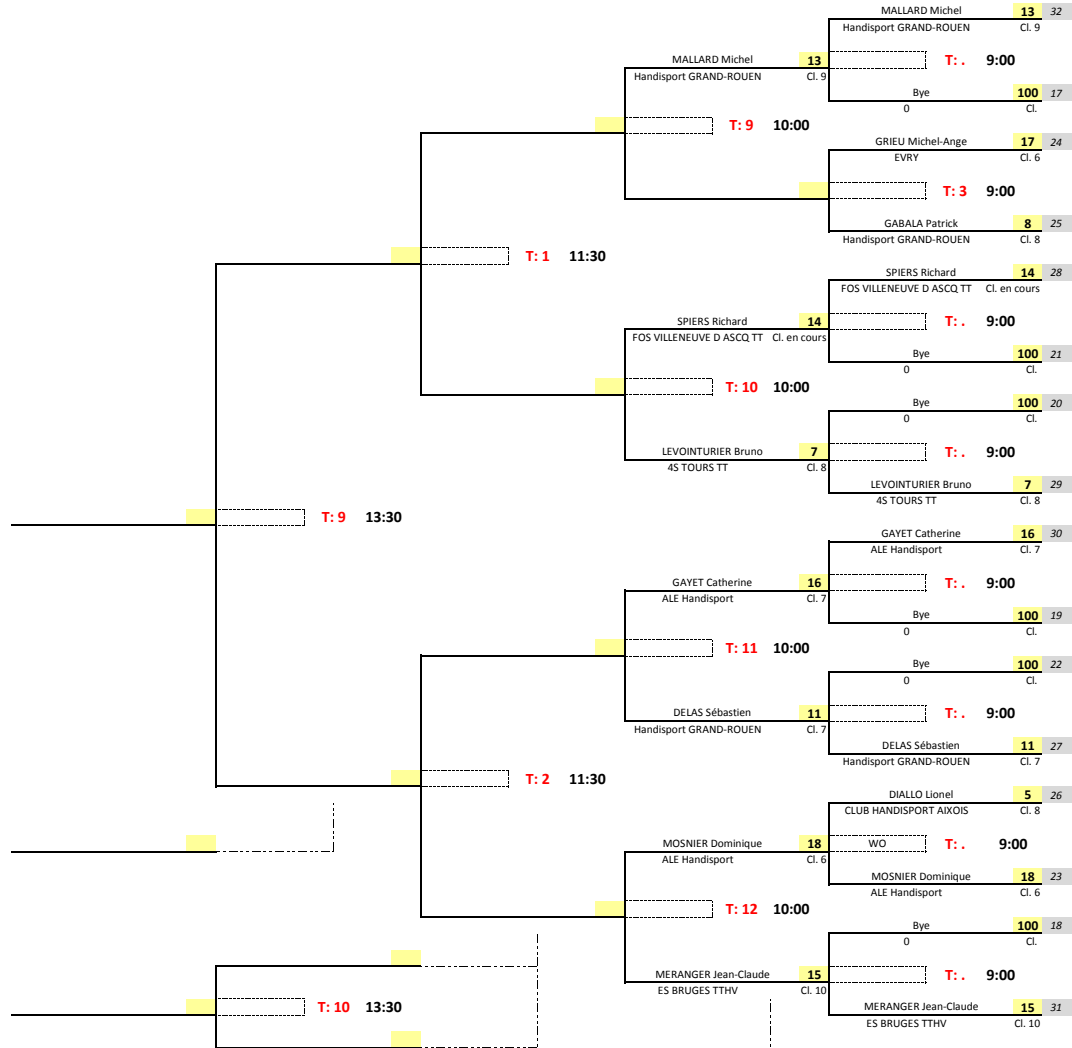 MALLARD Michel 13 32
Handisport GRAND-ROUEN Cl. 9
MALLARD Michel 13 T: . 9:00
Handisport GRAND-ROUEN Cl. 9
Bye 100 17
0 Cl.
T: 9 10:00
GRIEU Michel-Ange 17 24
EVRY Cl. 6
T: 3 9:00
GABALA Patrick 8 25
Handisport GRAND-ROUEN Cl. 8
T: 1 11:30
SPIERS Richard 14 28
FOS VILLENEUVE D ASCQ TT Cl. en cours
SPIERS Richard 14 T: . 9:00
FOS VILLENEUVE D ASCQ TT Cl. en cours
Bye 100 21
0 Cl.
T: 10 10:00
Bye 100 20
0 Cl.
LEVOINTURIER Bruno 7 T: . 9:00
4S TOURS TT Cl. 8
LEVOINTURIER Bruno 7 29
4S TOURS TT Cl. 8
T: 9 13:30
GAYET Catherine 16 30
ALE Handisport Cl. 7
GAYET Catherine 16 T: . 9:00
ALE Handisport Cl. 7
Bye 100 19
0 Cl.
T: 11 10:00
Bye 100 22
0 Cl.
DELAS Sébastien 11 T: . 9:00
Handisport GRAND-ROUEN Cl. 7
DELAS Sébastien 11 27
Handisport GRAND-ROUEN Cl. 7
T: 2 11:30
DIALLO Lionel 5 26
CLUB HANDISPORT AIXOIS Cl. 8
MOSNIER Dominique 18 WO T: . 9:00
ALE Handisport Cl. 6
MOSNIER Dominique 18 23
ALE Handisport Cl. 6
T: 12 10:00
Bye 100 18
0 Cl.
MERANGER Jean-Claude 15 T: . 9:00
ES BRUGES TTHV Cl. 10
T: 10 13:30
MERANGER Jean-Claude 15 31
ES BRUGES TTHV Cl. 10